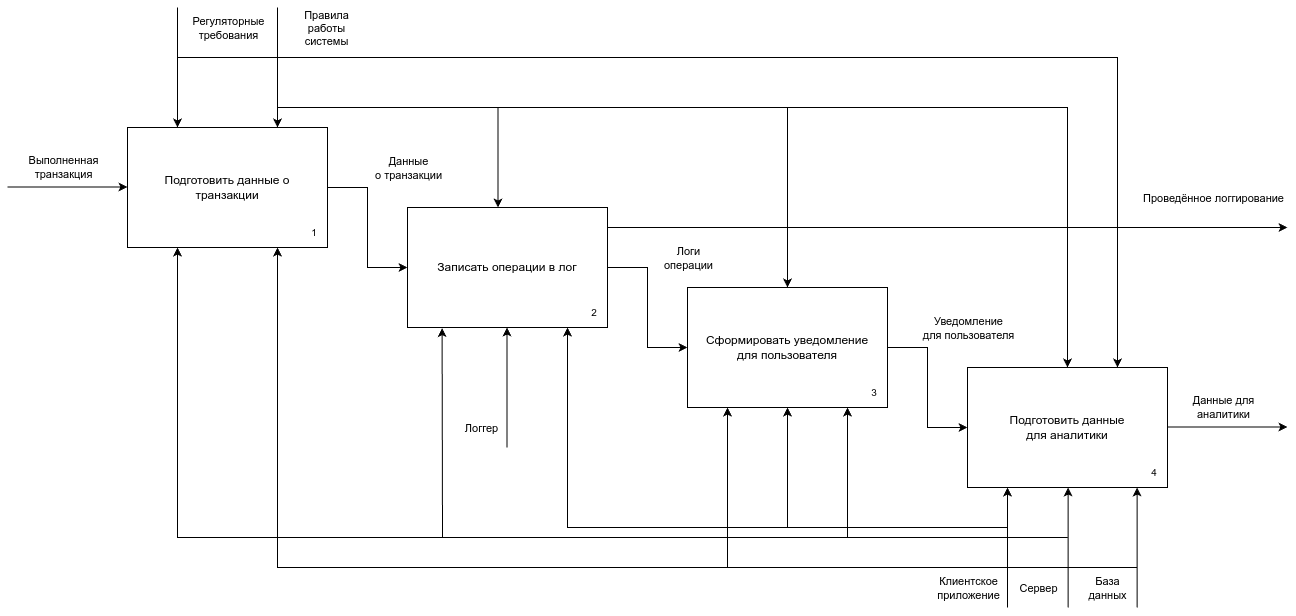 Регуляторные
требования
Правила
работы
системы
Выполненная
транзакция
Подготовить данные о
транзакции
1
Данные
о транзакции
Проведённое логгирование
Записать операции в лог
2
Логи
операции
Сформировать уведомление
для пользователя
3
Уведомление
для пользователя
Подготовить данные
для аналитики
4
Данные для
аналитики
Логгер
Клиентское
приложение
Сервер
База
данных